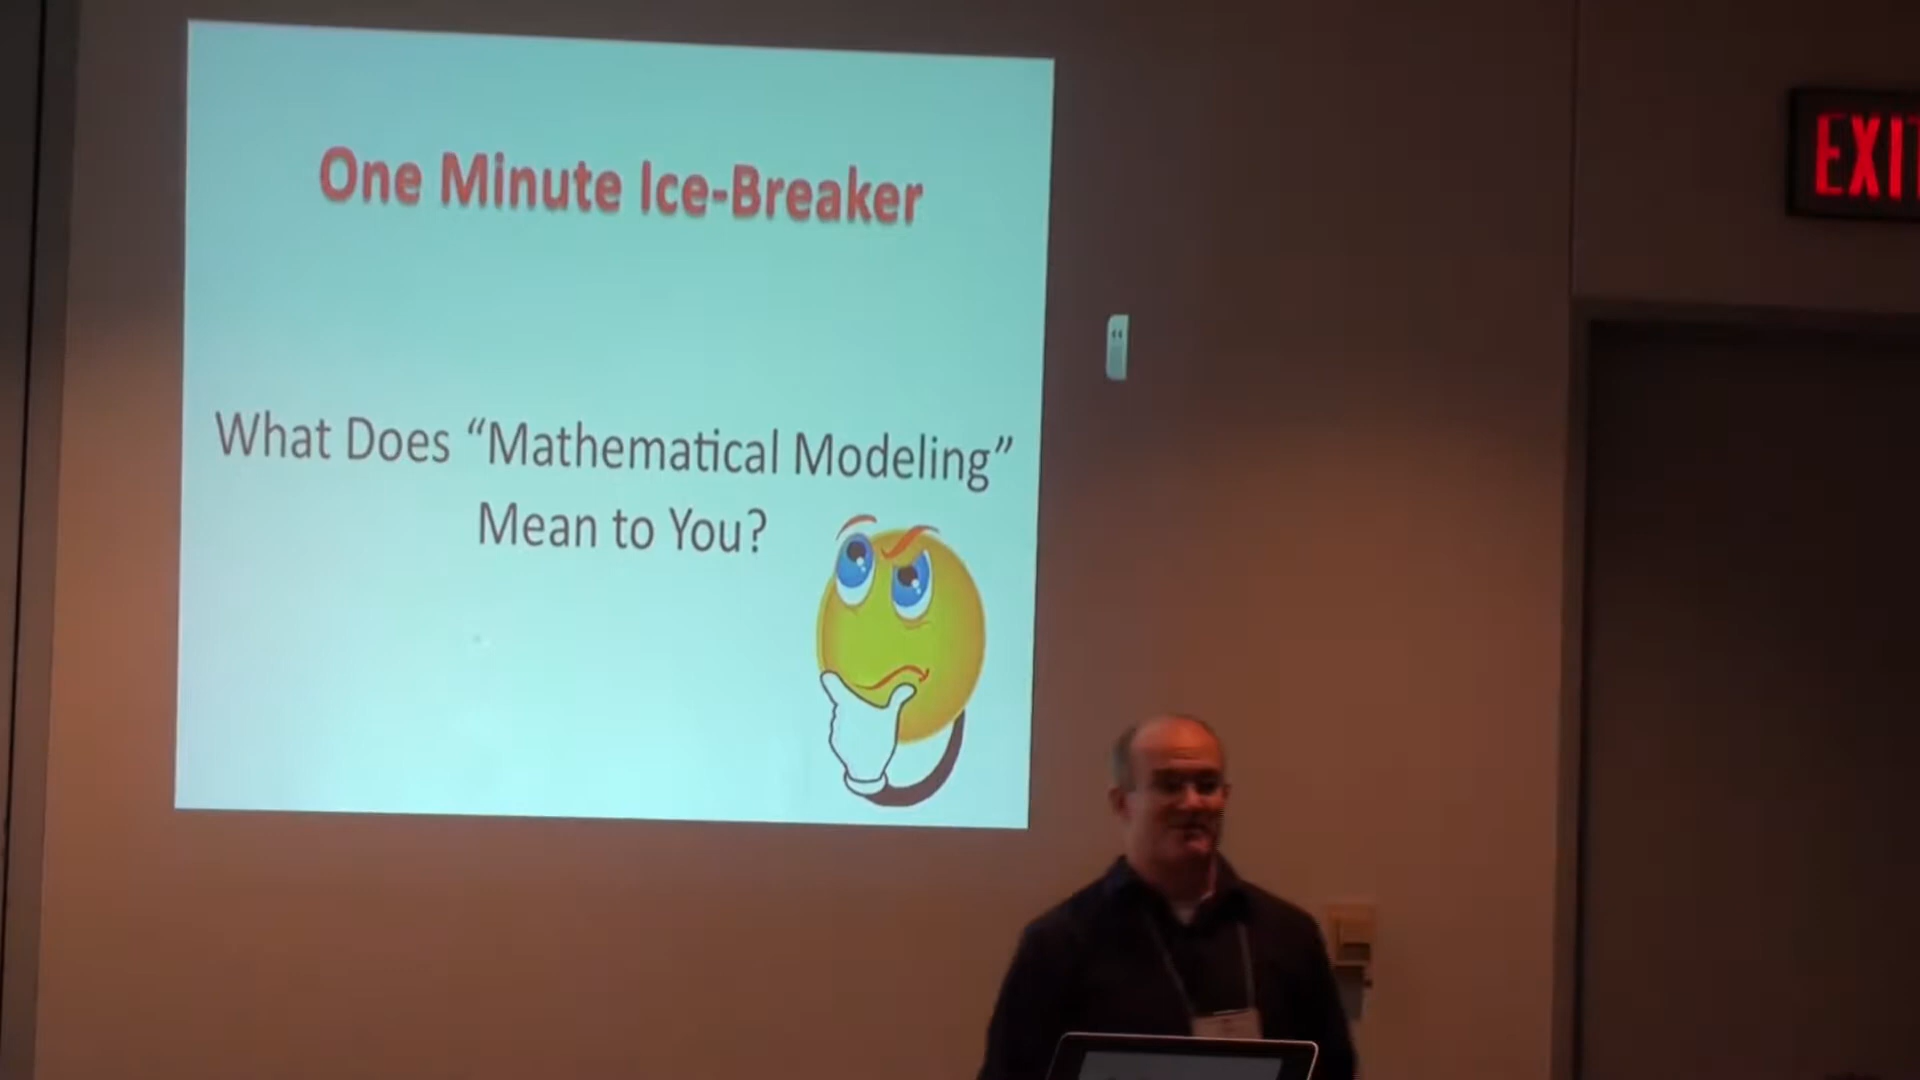 One Minute Ice-Breaker
What Does “Mathematical Modeling”
Mean to You?
EXIT